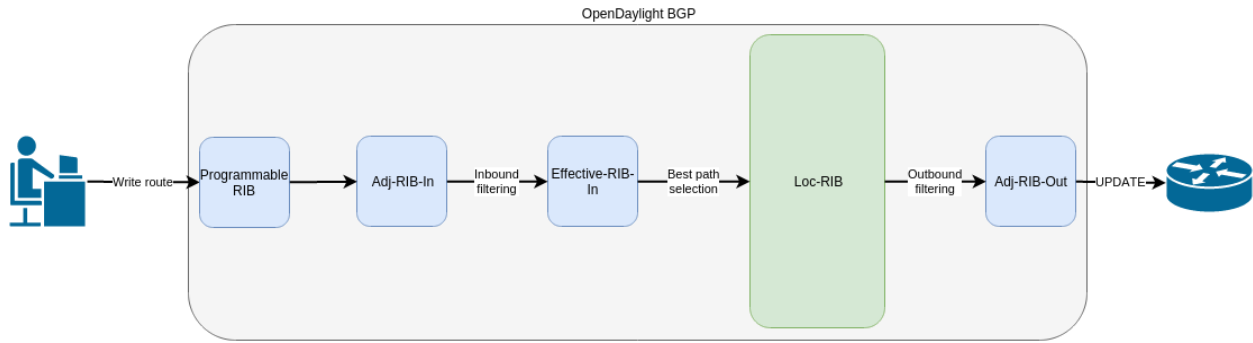 OpenDaylight BGP
Write route
Programmable
RIB
Adj-RIB-In
Inbound
filtering
Effective-RIB-
In
Best path
selection
Loc-RIB
Outbound
filtering
Adj-RIB-Out
UPDATE